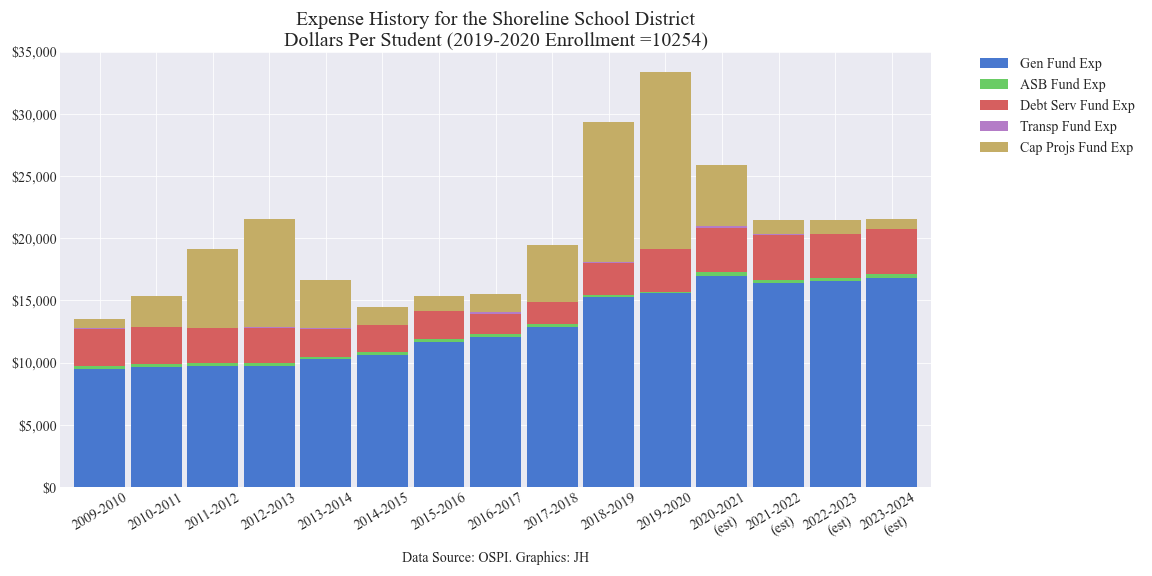 Expense History for the Shoreline School District
Dollars Per Student (2019-2020 Enrollment =10254)
$35,000
$30,000
$25,000
$20,000
$15,000
$10,000
$5,000
$0
Gen Fund Exp
ASB Fund Exp
Debt Serv Fund Exp
Transp Fund Exp
Cap Projs Fund Exp
2009-2010
2010-2011
2011-2012
2012-2013
2013-2014
2014-2015
2015-2016
2016-2017
2017-2018
2018-2019
2019-2020
2020-2021
(est)
2021-2022
(est)
2022-2023
(est)
2023-2024
(est)
Data Source: OSPI. Graphics: JH